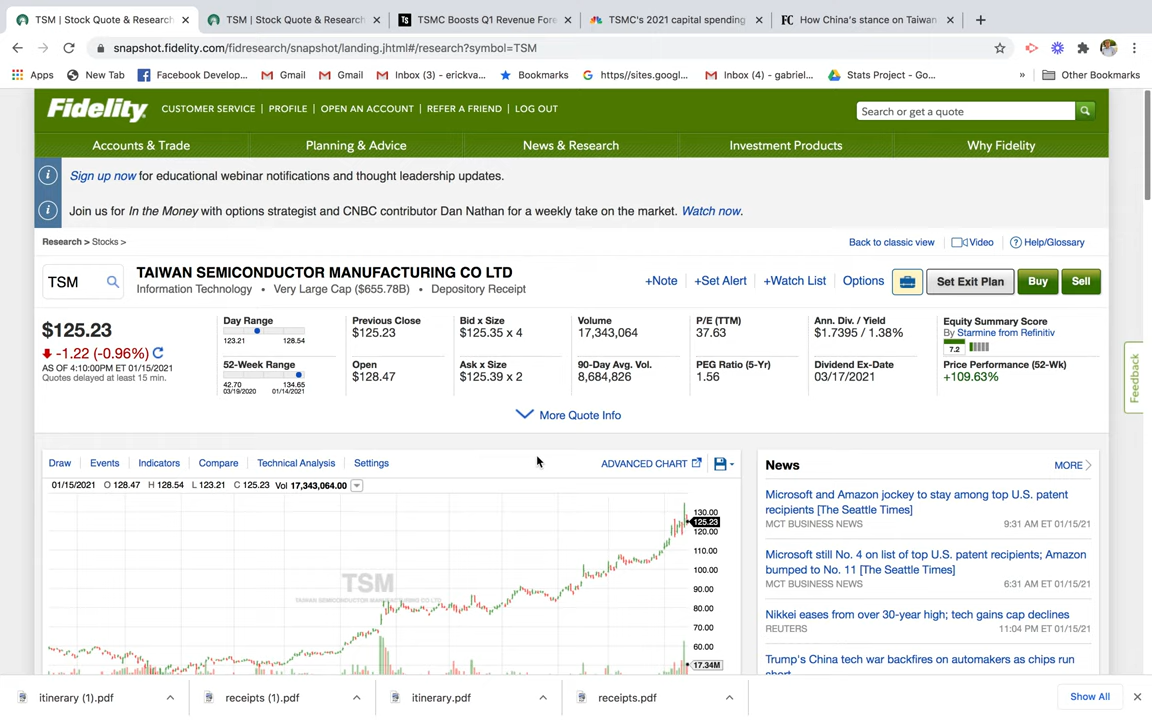 TSM | Stock Quote & Research
TSM | Stock Quote & Research
TSMC Boosts Q1 Revenue Fore
TSMC's 2021 capital spending
FC How China's stance on Taiwan
snapshot.fidelity.com/fidresearch/snapshot/landing.jhtml#/research?symbol=TSM
Apps New Tab Facebook Develop... Gmail Gmail Inbox (3) - erickva... Bookmarks https//sites.googl... Inbox (4) - gabriel... Stats Project - Go... » Other Bookmarks
Fidelity CUSTOMER SERVICE | PROFILE | OPEN AN ACCOUNT | REFER A FRIEND | LOG OUT
Search or get a quote
Accounts & Trade Planning & Advice News & Research Investment Products Why Fidelity
Sign up now for educational webinar notifications and thought leadership updates.
Join us for In the Money with options strategist and CNBC contributor Dan Nathan for a weekly take on the market. Watch now.
Research > Stocks >
Back to classic view Video ? Help/Glossary
TSM
TAIWAN SEMICONDUCTOR MANUFACTURING CO LTD
Information Technology • Very Large Cap ($655.78B) • Depository Receipt
+Note +Set Alert +Watch List Options Set Exit Plan Buy Sell
$125.23
-1.22 (-0.96%)
AS OF 4:10:00PM ET 01/15/2021
Quotes delayed at least 15 min.
Day Range
123.21 128.54
52-Week Range
42.70 134.65
03/19/2020 01/14/2021
Previous Close
$125.23
Open
$128.47
Bid x Size
$125.35 x 4
Ask x Size
$125.39 x 2
Volume
17,343,064
90-Day Avg. Vol.
8,684,826
P/E (TTM)
37.63
PEG Ratio (5-Yr)
1.56
Ann. Div. / Yield
$1.7395 / 1.38%
Dividend Ex-Date
03/17/2021
Equity Summary Score
By Starmine from Refinitiv
7.2
Price Performance (52-Wk)
+109.63%
More Quote Info
Feedback
Draw Events Indicators Compare Technical Analysis Settings ADVANCED CHART
01/15/2021 O 128.47 H 128.54 L 123.21 C 125.23 Vol 17,343,064.00
TSM
TAIWAN SEMICONDUCTOR MANUFACTURING CO LTD
130.00
125.23
120.00
110.00
100.00
90.00
80.00
70.00
60.00
17.34M
News MORE
Microsoft and Amazon jockey to stay among top U.S. patent
recipients [The Seattle Times]
MCT BUSINESS NEWS 9:31 AM ET 01/15/21
Microsoft still No. 4 on list of top U.S. patent recipients; Amazon
bumped to No. 11 [The Seattle Times]
MCT BUSINESS NEWS 6:31 AM ET 01/15/21
Nikkei eases from over 30-year high; tech gains cap declines
REUTERS 11:04 PM ET 01/15/21
Trump's China tech war backfires on automakers as chips run
short
itinerary (1).pdf receipts (1).pdf itinerary.pdf receipts.pdf Show All